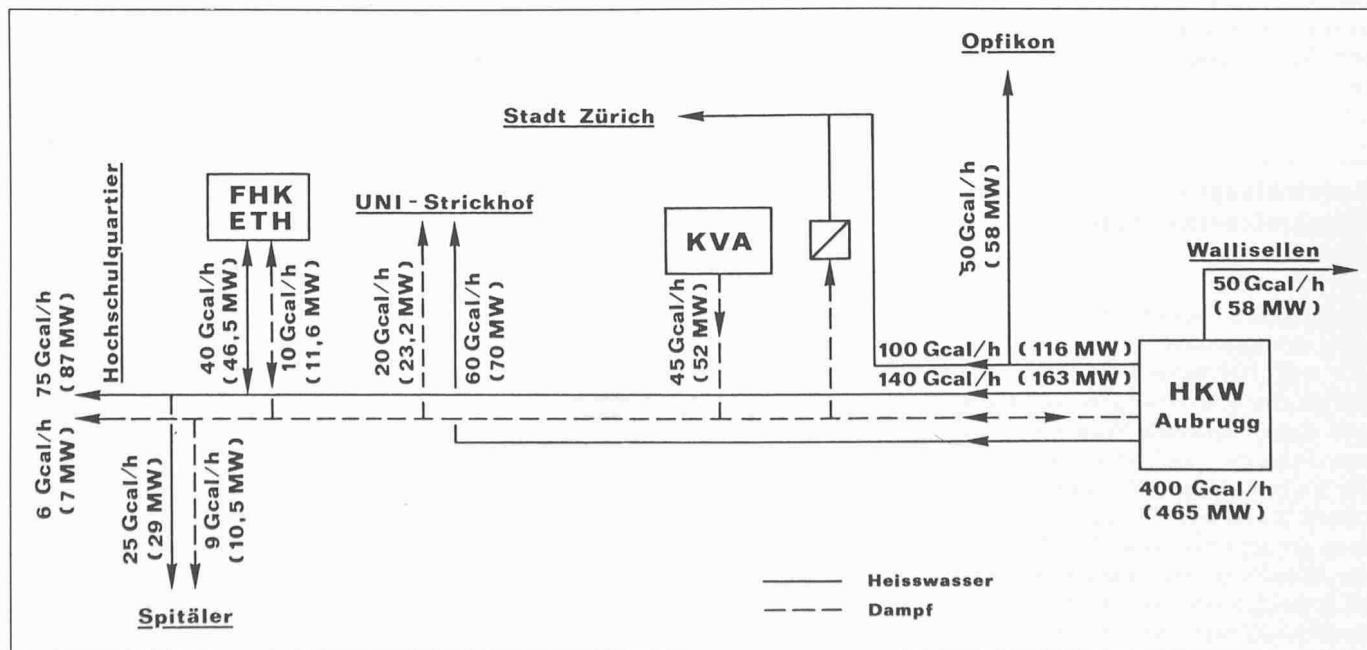 Opfikon
Stadt Zürich
50 Gcal/h
(58 MW)
Wallisellen
50 Gcal/h
(58 MW)
FHK
ETH
UNI - Strickhof
KVA
Hochschulquartier
75 Gcal/h
(87 MW)
40 Gcal/h
(46,5 MW)
10 Gcal/h
(11,6 MW)
20 Gcal/h
(23,2 MW)
60 Gcal/h
(70 MW)
45 Gcal/h
(52 MW)
100 Gcal/h (116 MW)
140 Gcal/h (163 MW)
HKW
Aubrugg
400 Gcal/h
(465 MW)
6 Gcal/h
(7 MW)
25 Gcal/h
(29 MW)
9 Gcal/h
(10,5 MW)
Spitäler
Heisswasser
Dampf